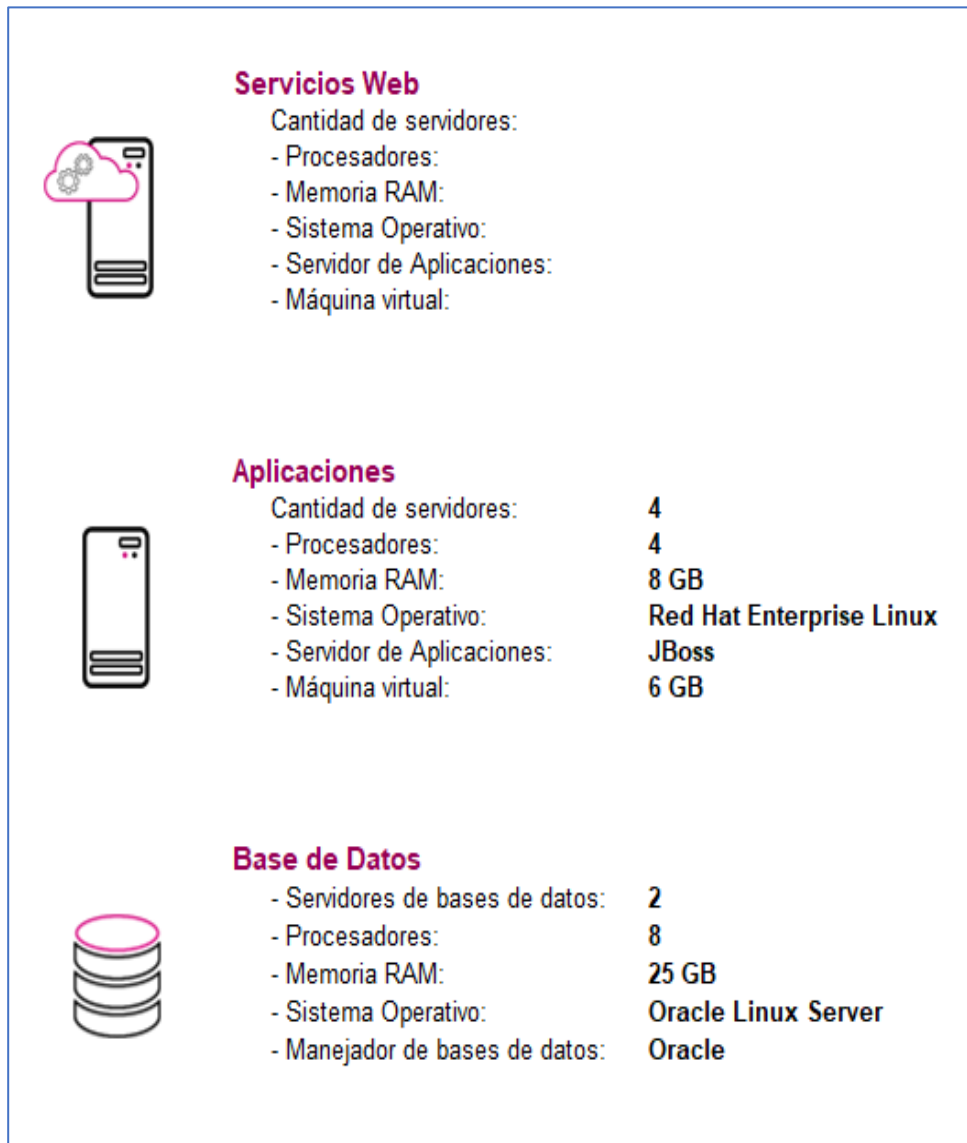 Servicios Web
Cantidad de servidores:
- Procesadores:
- Memoria RAM:
- Sistema Operativo:
- Servidor de Aplicaciones:
- Máquina virtual:
Aplicaciones
Cantidad de servidores: 4
- Procesadores: 4
- Memoria RAM: 8 GB
- Sistema Operativo: Red Hat Enterprise Linux
- Servidor de Aplicaciones: JBoss
- Máquina virtual: 6 GB
Base de Datos
- Servidores de bases de datos: 2
- Procesadores: 8
- Memoria RAM: 25 GB
- Sistema Operativo: Oracle Linux Server
- Manejador de bases de datos: Oracle